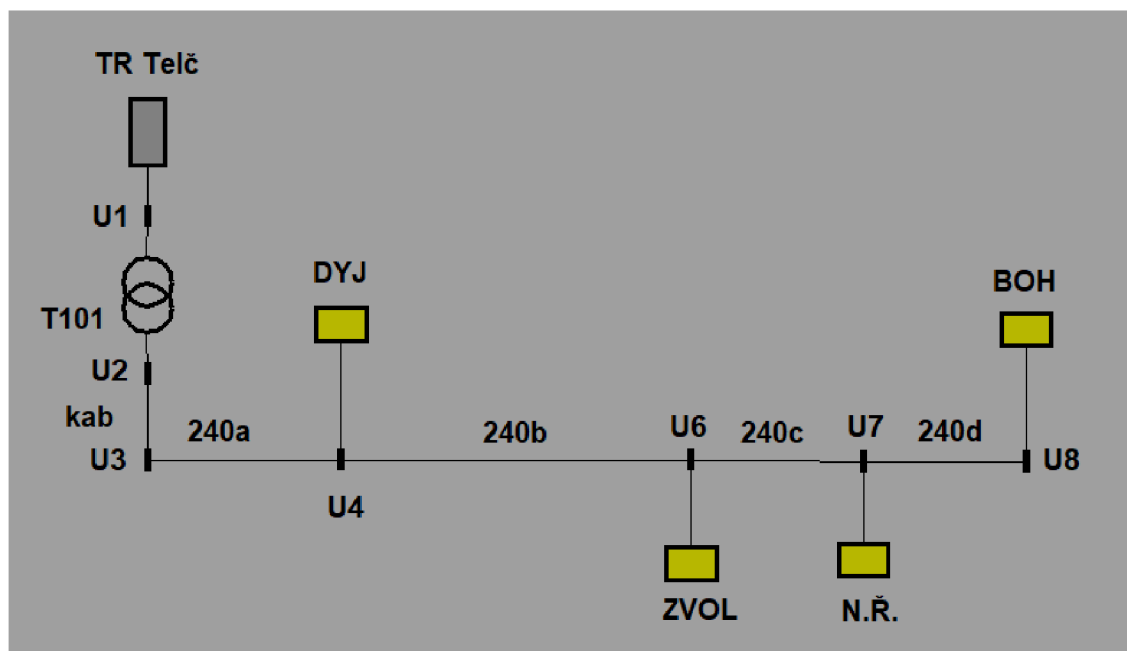 TR Telč
U1
T101
U2
kab
U3
240a
DYJ
U4
240b
U6
ZVOL
240c
U7
N.Ř.
240d
BOH
U8